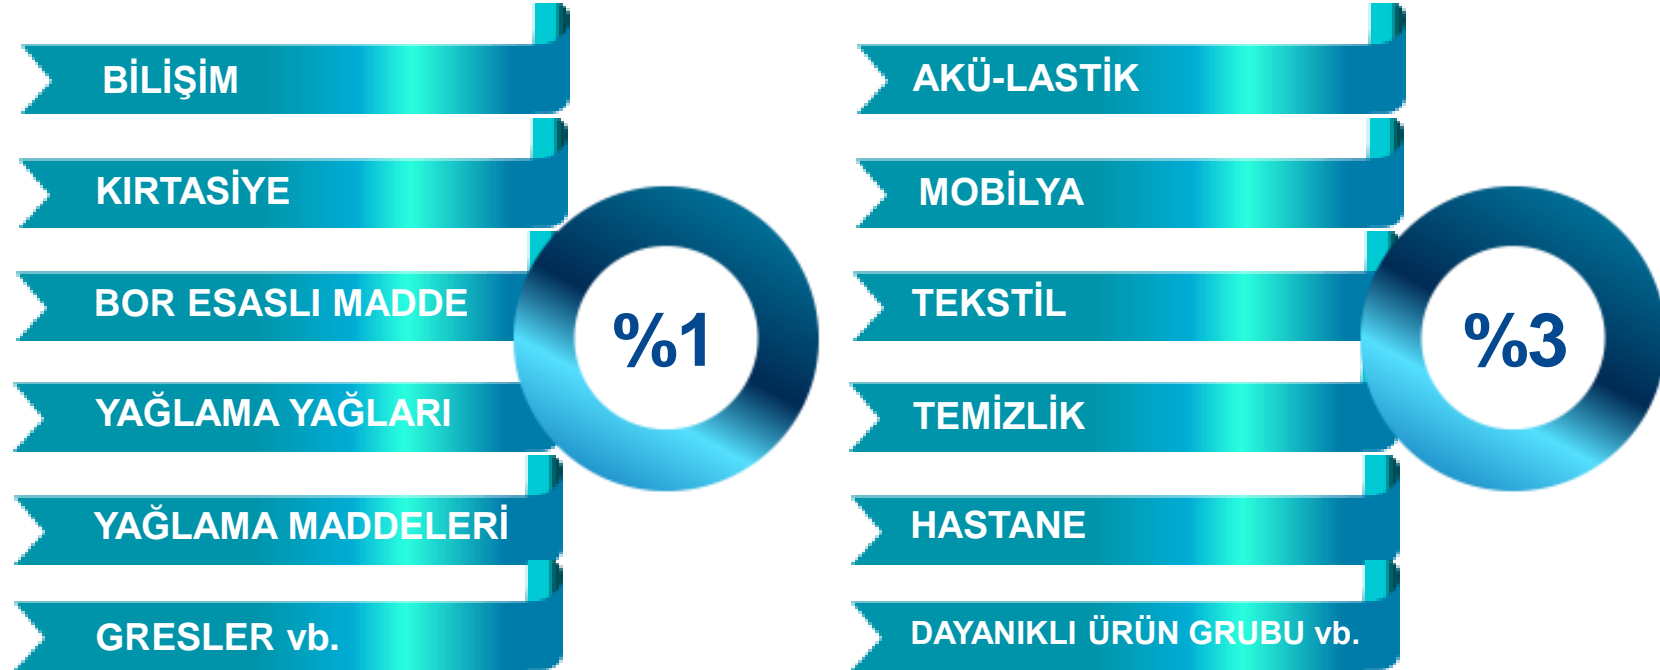 BİLİŞİM
KIRTASİYE
BOR ESASLI MADDE
YAĞLAMA YAĞLARI
YAĞLAMA MADDELERİ
GRESLER vb.
%1
AKÜ-LASTİK
MOBİLYA
TEKSTİL
TEMİZLİK
HASTANE
DAYANIKLI ÜRÜN GRUBU vb.
%3